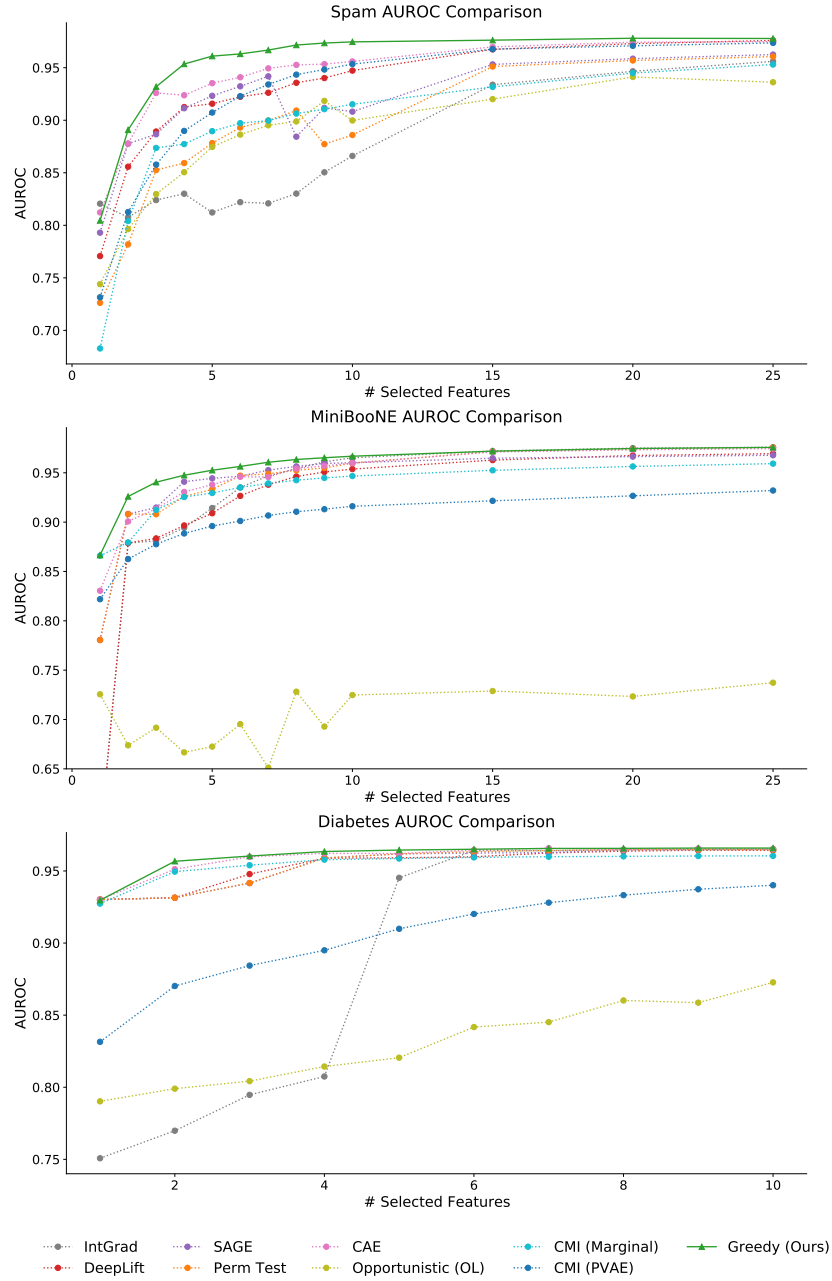 Spam AUROC Comparison
0.95
0.90
0.85
0.80
0.75
0.70
AUROC
0 5 10 15 20 25
# Selected Features
MiniBooNE AUROC Comparison
0.95
0.90
0.85
0.80
0.75
0.70
0.65
AUROC
0 5 10 15 20 25
# Selected Features
Diabetes AUROC Comparison
0.95
0.90
0.85
0.80
0.75
AUROC
2 4 6 8 10
# Selected Features
IntGrad SAGE CAE CMI (Marginal) Greedy (Ours)
DeepLift Perm Test Opportunistic (OL) CMI (PVAE)